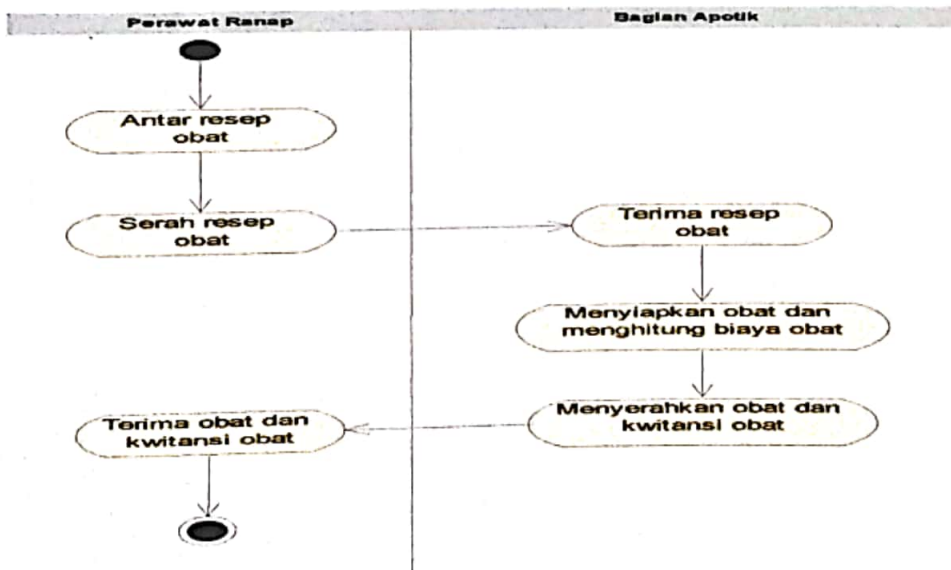 Perawat Ranap
Bagian Apotik
Antar resep
obat
Serah resep
obat
Terima resep
obat
Menyiapkan obat dan
menghitung biaya obat
Menyerahkan obat dan
kwitansi obat
Terima obat dan
kwitansi obat